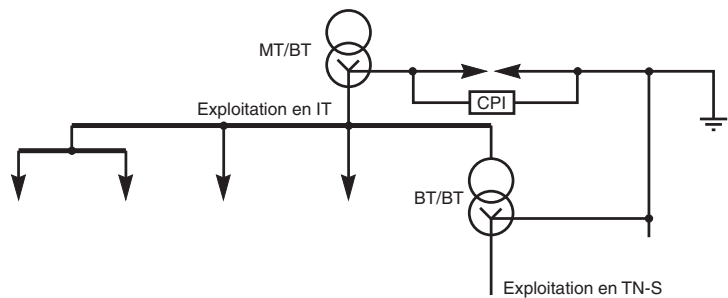 MT/BT
CPI
Exploitation en IT
BT/BT
Exploitation en TN-S